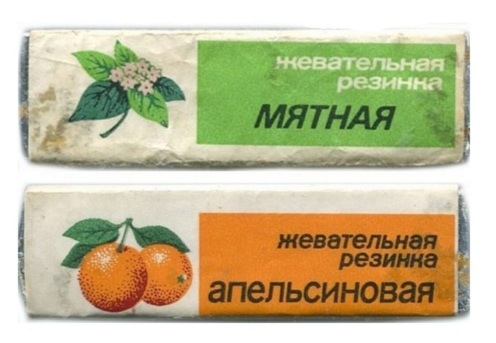 жевательная
резинка
МЯТНАЯ
жевательная
резинка
апельсиновая